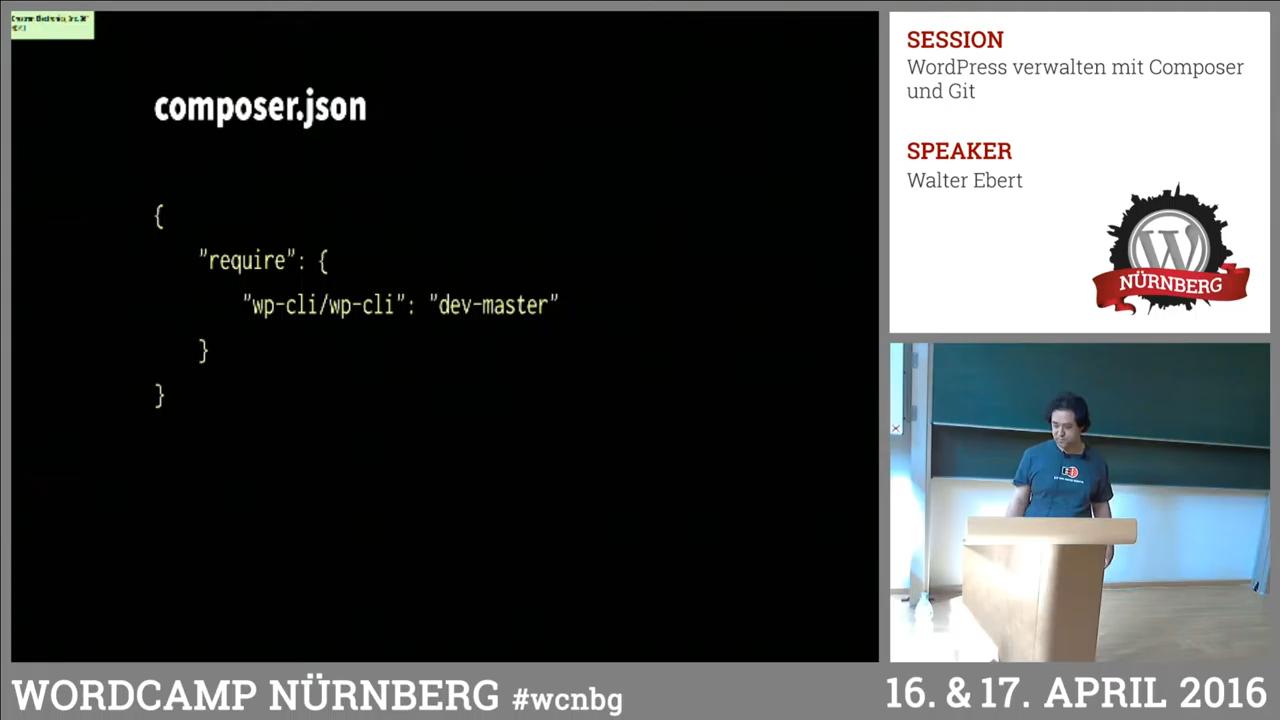 composer.json
{
"require": {
"wp-cli/wp-cli": "dev-master"
}
}
SESSION
WordPress verwalten mit Composer
und Git
SPEAKER
Walter Ebert
NÜRNBERG
WORDCAMP NÜRNBERG #wcnbg
16. & 17. APRIL 2016